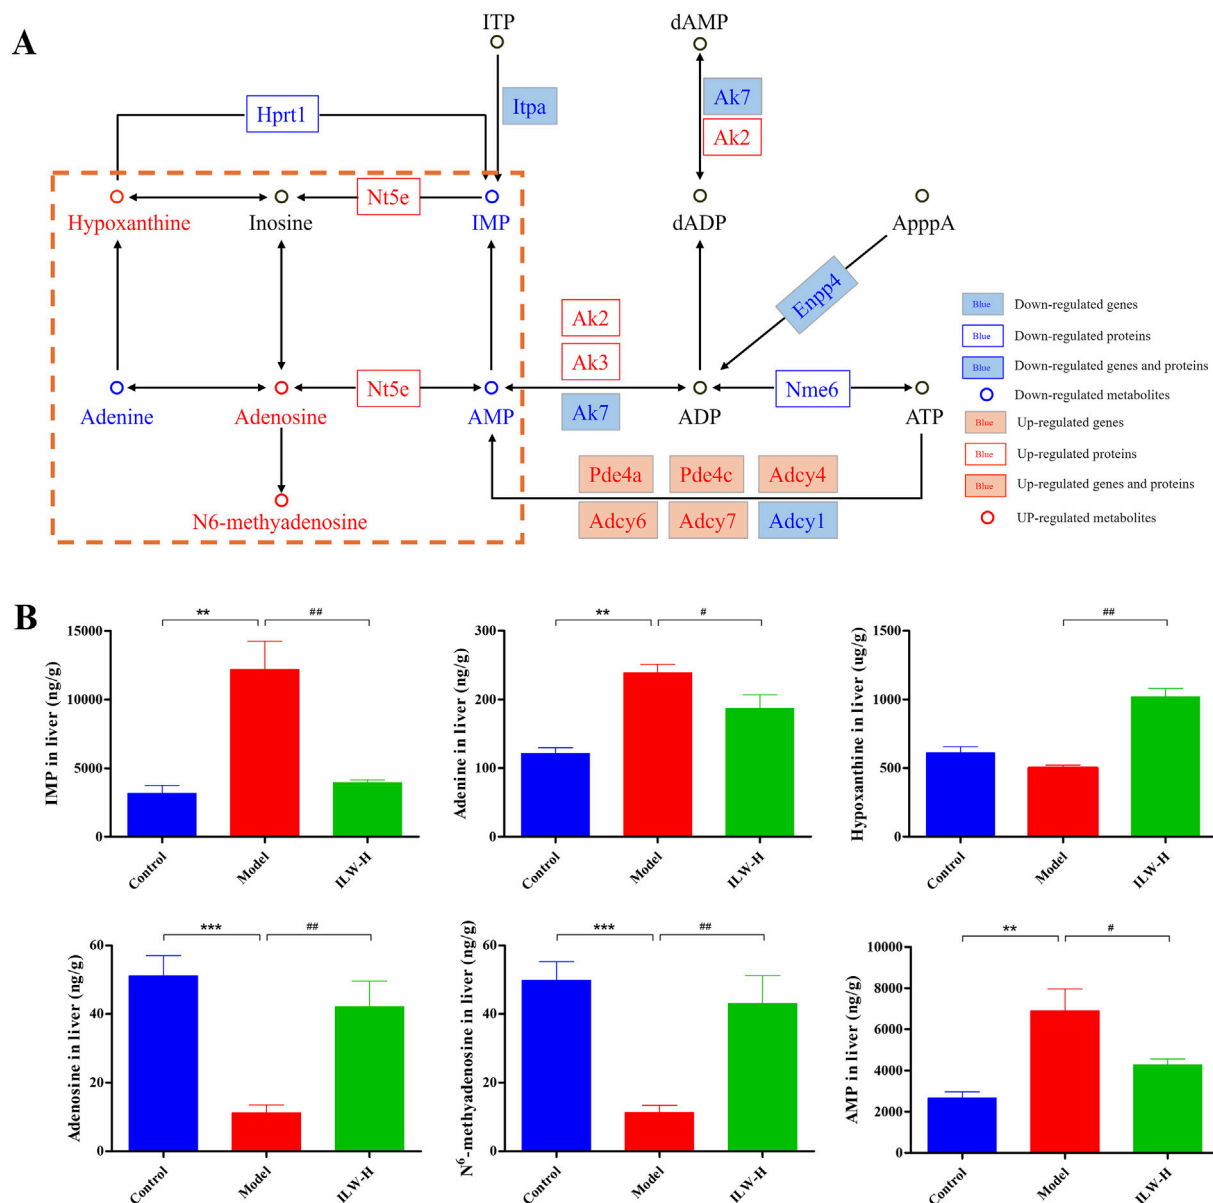 A
ITP
dAMP
Hprt1
Itpa
Ak7
Ak2
Nt5e
Hypoxanthine
Inosine
IMP
dADP
ApppA
Enpp4
Ak2
Ak3
Nt5e
Nme6
Adenine
Adenosine
AMP
Ak7
ADP
ATP
Pde4a
Pde4c
Adcy4
N6-methyadenosine
Adcy6
Adcy7
Adcy1
Blue Down-regulated genes
Blue Down-regulated proteins
Blue Down-regulated genes and proteins
Down-regulated metabolites
Blue Up-regulated genes
Blue Up-regulated proteins
Blue Up-regulated genes and proteins
UP-regulated metabolites
B
IMP in liver (ng/g)
15000
10000
5000
0
** ##
Control Model ILW-H
Adenine in liver (ng/g)
300
200
100
0
** #
Control Model ILW-H
Hypoxanthine in liver (ug/g)
1500
1000
500
0
##
Control Model ILW-H
Adenosine in liver (ng/g)
60
40
20
0
*** ##
Control Model ILW-H
N6-methyadenosine in liver (ng/g)
60
40
20
0
*** ##
Control Model ILW-H
AMP in liver (ng/g)
10000
8000
6000
4000
2000
0
** #
Control Model ILW-H